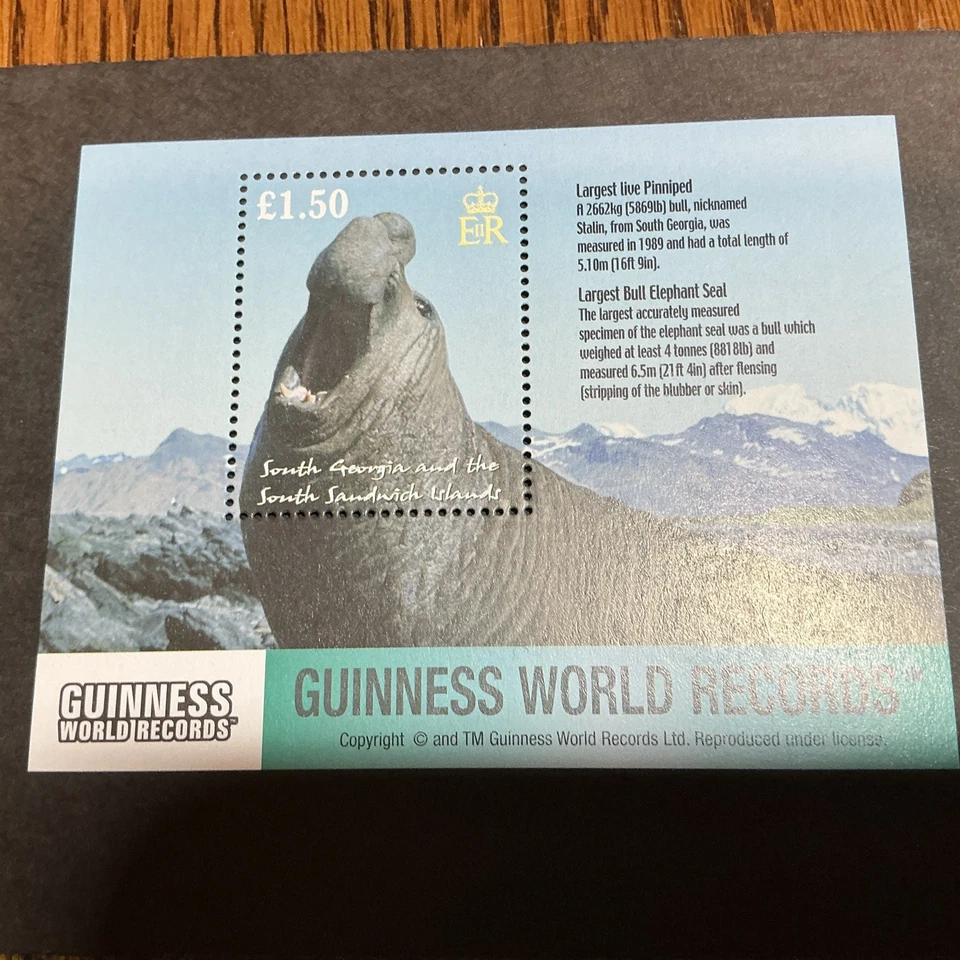 £1.50
EIIR
South Georgia and the
South Sandwich Islands
Largest live Pinniped
A 2662kg (5869lb) bull, nicknamed
Stalin, from South Georgia, was
measured in 1989 and had a total length of
5.10m (16ft 9in).
Largest Bull Elephant Seal
The largest accurately measured
specimen of the elephant seal was a bull which
weighed at least 4 tonnes (8818lb) and
measured 6.5m (21ft 4in) after flensing
(stripping of the blubber or skin).
GUINNESS
WORLD RECORDS™
GUINNESS WORLD RECORDS™
Copyright © and TM Guinness World Records Ltd. Reproduced under license.